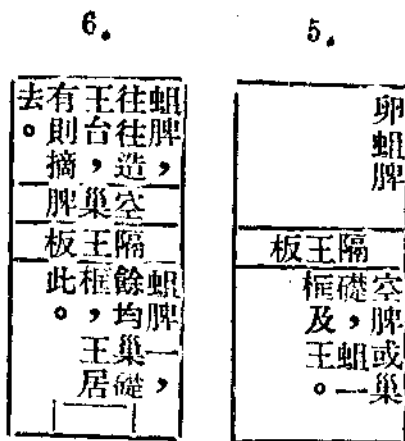 5.
卵蛆脾
隔王板
空脾或巢
礎，蛆一
框及王。
6.
蛆脾，
往往造
王台，
有則摘
去。
空巢脾
隔王板
蛆脾一，
餘均巢礎
框，王居
此。